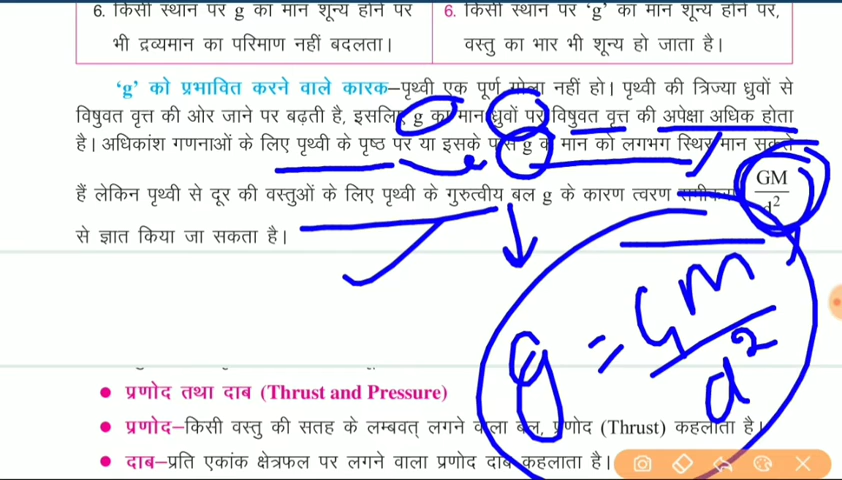 6. किसी स्थान पर g का मान शून्य होने पर
भी द्रव्यमान का परिमाण नहीं बदलता।
6. किसी स्थान पर ‘g’ का मान शून्य होने पर,
वस्तु का भार भी शून्य हो जाता है।
‘g’ को प्रभावित करने वाले कारक–पृथ्वी एक पूर्ण गोला नहीं हो। पृथ्वी की त्रिज्या ध्रुवों से
विषुवत वृत्त की ओर जाने पर बढ़ती है, इसलिए g का मान ध्रुवों पर विषुवत वृत्त की अपेक्षा अधिक होता
है। अधिकांश गणनाओं के लिए पृथ्वी के पृष्ठ पर या इसके पास g के मान को लगभग स्थिर मान सकते
हैं लेकिन पृथ्वी से दूर की वस्तुओं के लिए पृथ्वी के गुरुत्वीय बल g के कारण त्वरण समीकरण GM/d²
से ज्ञात किया जा सकता है।
g = GM/d²
● प्रणोद तथा दाब (Thrust and Pressure)
● प्रणोद–किसी वस्तु की सतह के लम्बवत् लगने वाला बल, प्रणोद (Thrust) कहलाता है।
● दाब–प्रति एकांक क्षेत्रफल पर लगने वाला प्रणोद दाब कहलाता है।